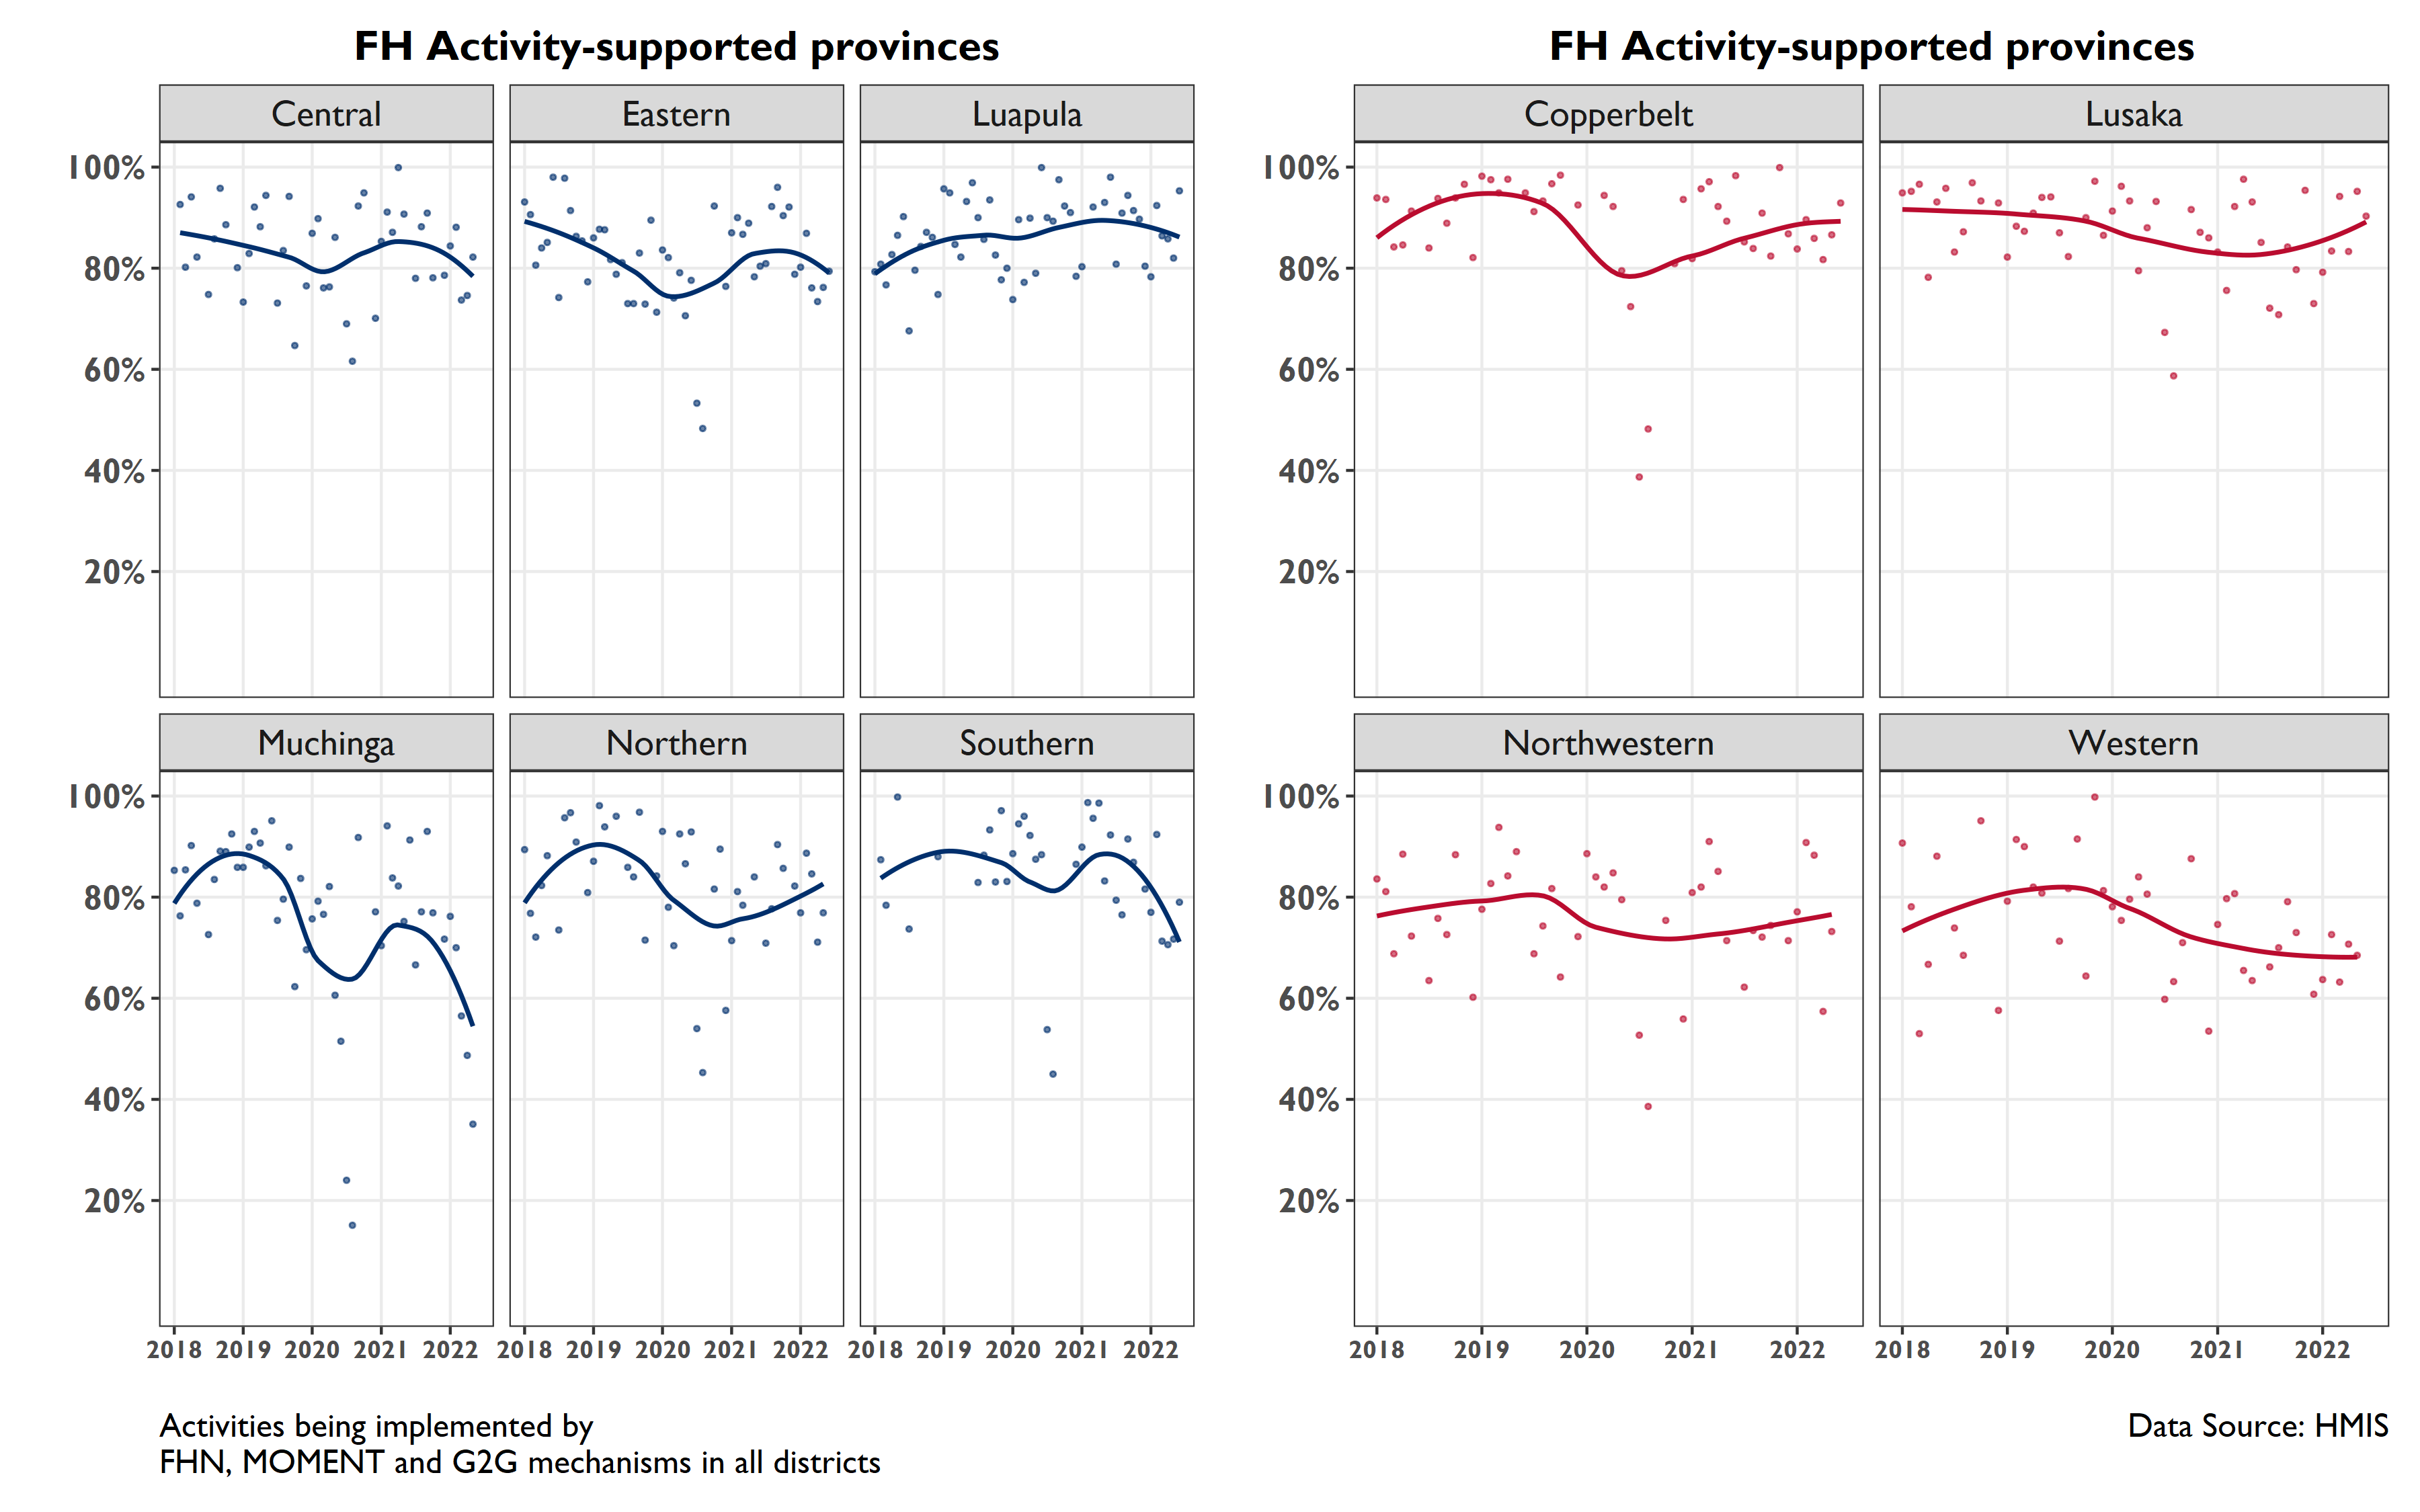 FH Activity-supported provinces
FH Activity-supported provinces
Central
Eastern
Luapula
Copperbelt
Lusaka
100%
80%
60%
40%
20%
100%
80%
60%
40%
20%
Muchinga
Northern
Southern
Northwestern
Western
100%
80%
60%
40%
20%
100%
80%
60%
40%
20%
2018 2019 2020 2021 2022
2018 2019 2020 2021 2022
2018 2019 2020 2021 2022
2018 2019 2020 2021 2022
2018 2019 2020 2021 2022
Activities being implemented by
FHN, MOMENT and G2G mechanisms in all districts
Data Source: HMIS